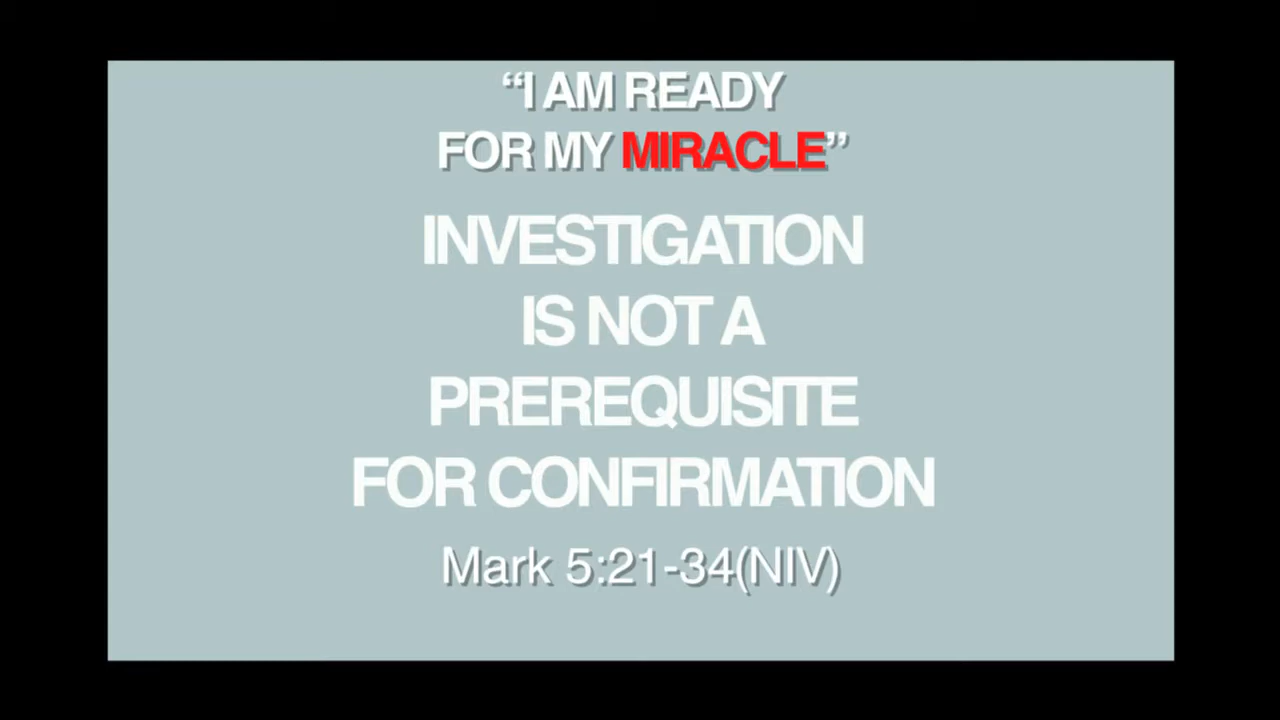 “I AM READY
FOR MY MIRACLE”
INVESTIGATION
IS NOT A
PREREQUISITE
FOR CONFIRMATION
Mark 5:21-34(NIV)